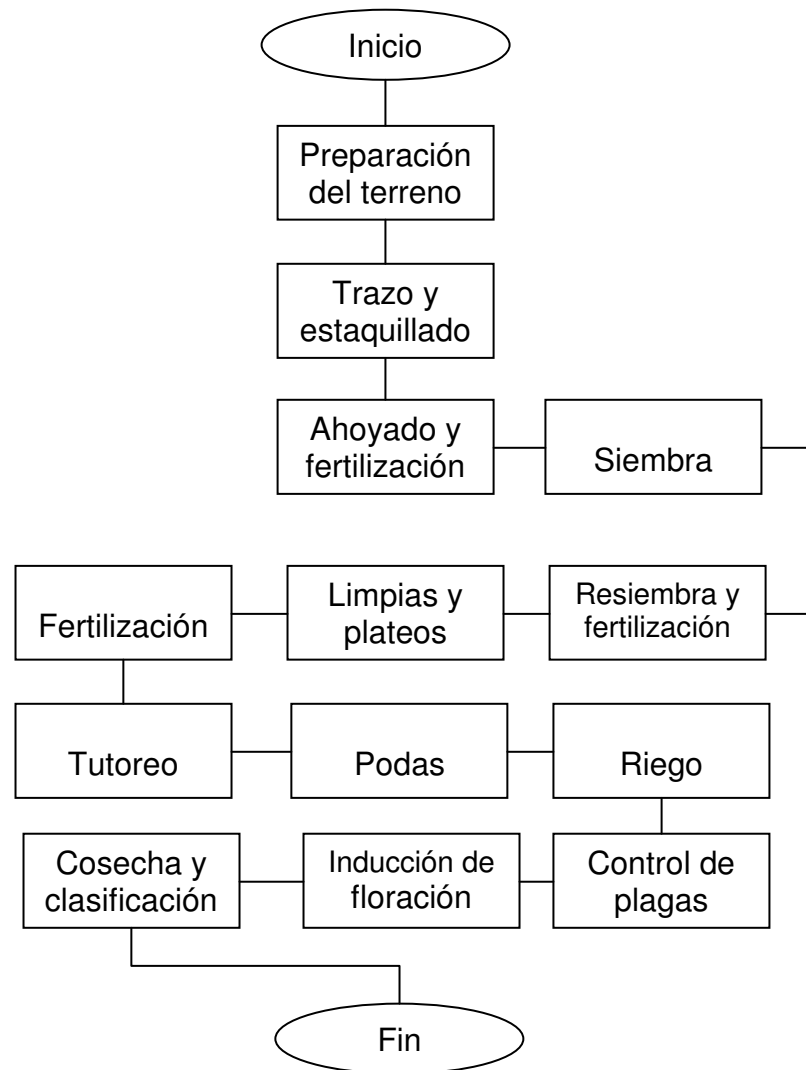 Inicio
Preparación
del terreno
Trazo y
estaquillado
Ahoyado y
fertilización
Siembra
Resiembra y
fertilización
Limpias y
plateos
Fertilización
Tutoreo
Podas
Riego
Control de
plagas
Inducción de
floración
Cosecha y
clasificación
Fin